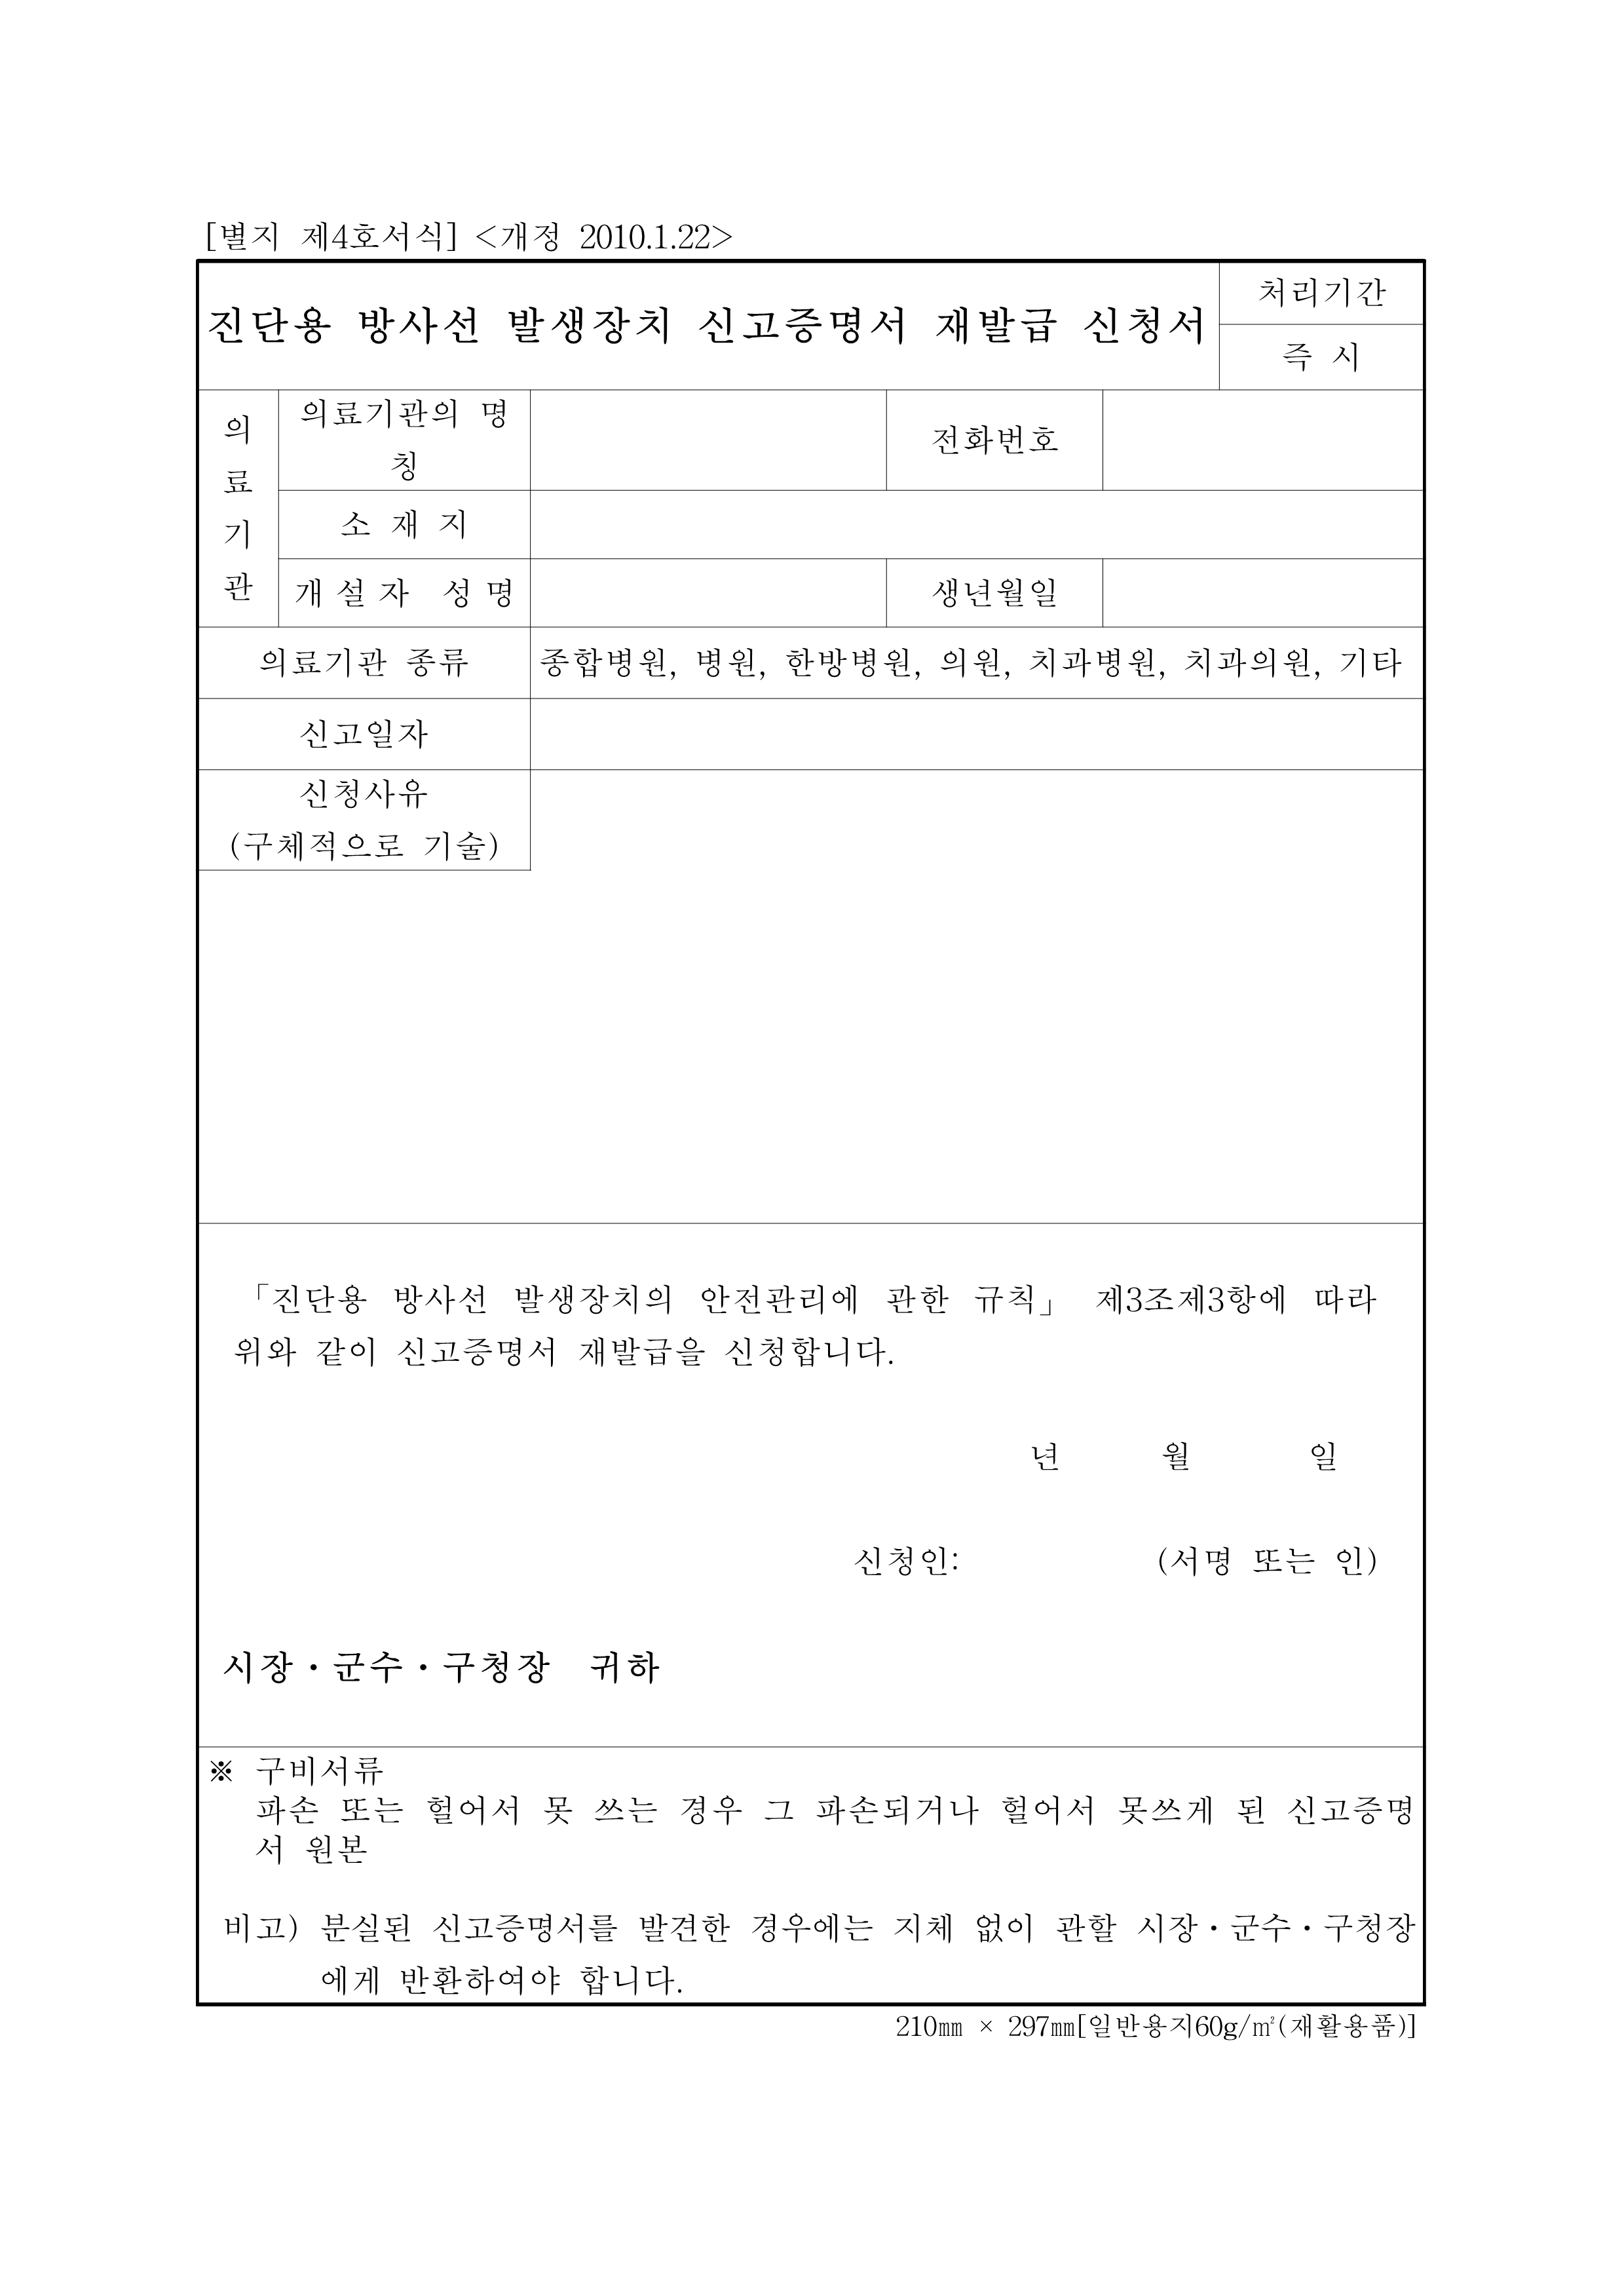 [별지 제4호서식] <개정 2010.1.22>
진단용 방사선 발생장치 신고증명서 재발급 신청서
처리기간
즉 시
의
료
기
관
의료기관의 명
칭
전화번호
소 재 지
개설자 성명
생년월일
의료기관 종류
종합병원, 병원, 한방병원, 의원, 치과병원, 치과의원, 기타
신고일자
신청사유
(구체적으로 기술)
「진단용 방사선 발생장치의 안전관리에 관한 규칙」 제3조제3항에 따라
위와 같이 신고증명서 재발급을 신청합니다.
년 월 일
신청인: (서명 또는 인)
시장·군수·구청장 귀하
※ 구비서류
파손 또는 헐어서 못 쓰는 경우 그 파손되거나 헐어서 못쓰게 된 신고증명
서 원본
비고) 분실된 신고증명서를 발견한 경우에는 지체 없이 관할 시장·군수·구청장
에게 반환하여야 합니다.
210㎜ × 297㎜[일반용지60g/㎡(재활용품)]